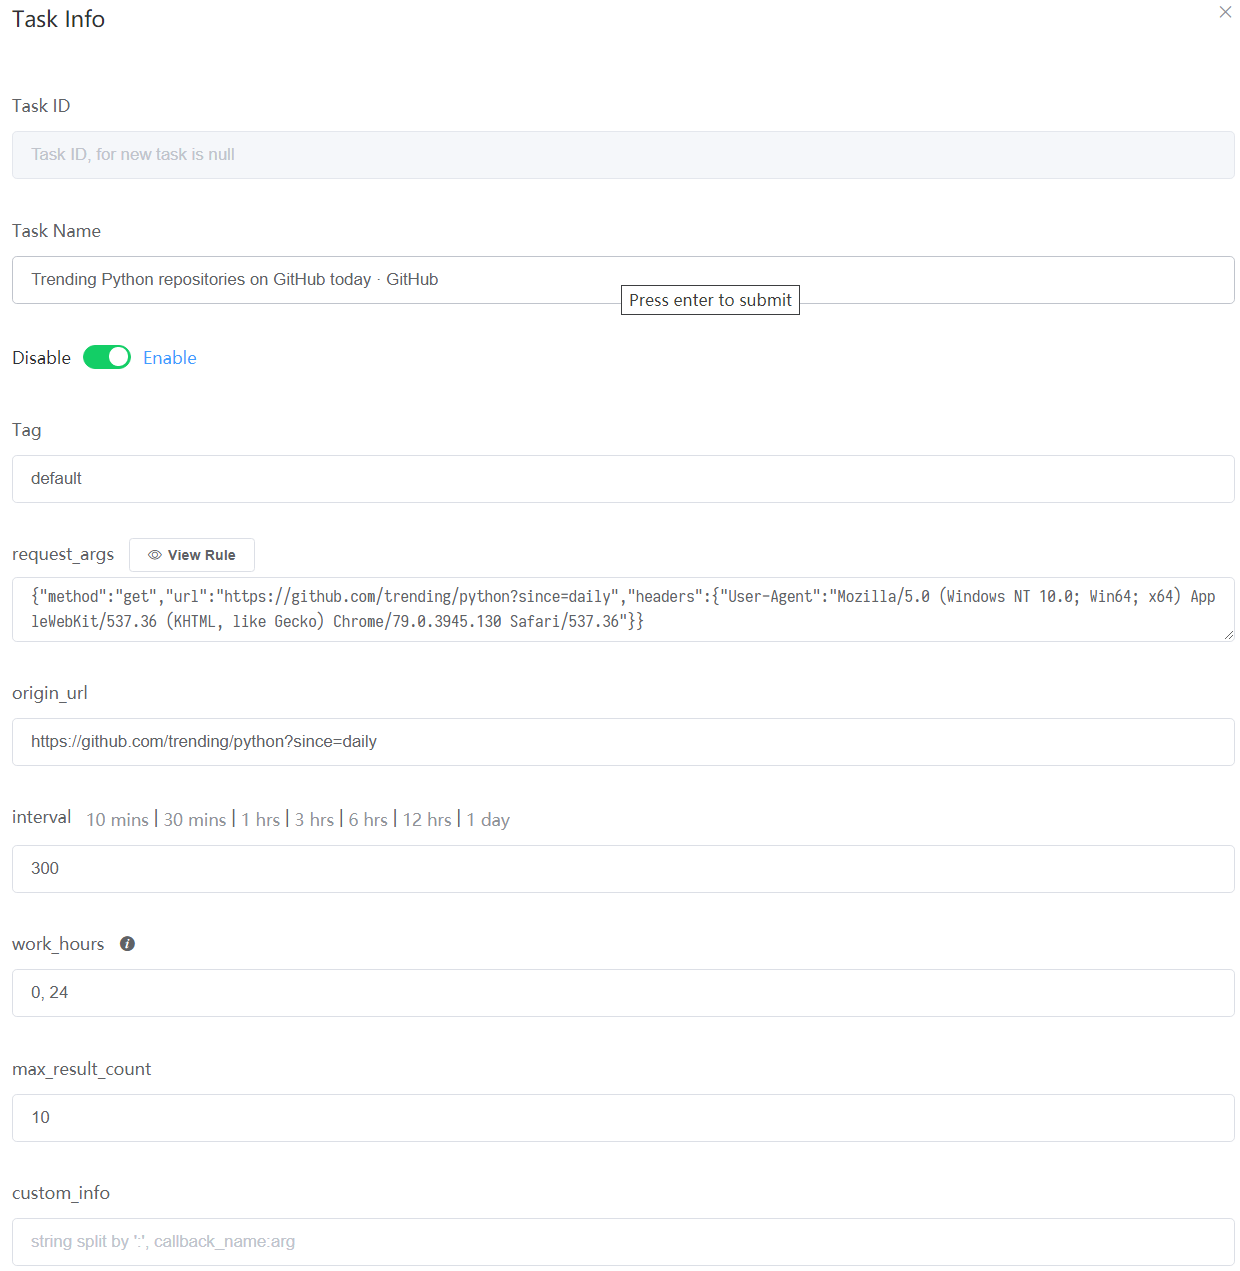 Task Info
Task ID
Task ID, for new task is null
Task Name
Trending Python repositories on GitHub today · GitHub
Press enter to submit
Disable Enable
Tag
default
request_args View Rule
{"method":"get","url":"https://github.com/trending/python?since=daily","headers":{"User-Agent":"Mozilla/5.0 (Windows NT 10.0; Win64; x64) App
leWebKit/537.36 (KHTML, like Gecko) Chrome/79.0.3945.130 Safari/537.36"}}
origin_url
https://github.com/trending/python?since=daily
interval 10 mins | 30 mins | 1 hrs | 3 hrs | 6 hrs | 12 hrs | 1 day
300
work_hours
0, 24
max_result_count
10
custom_info
string split by ':', callback_name:arg